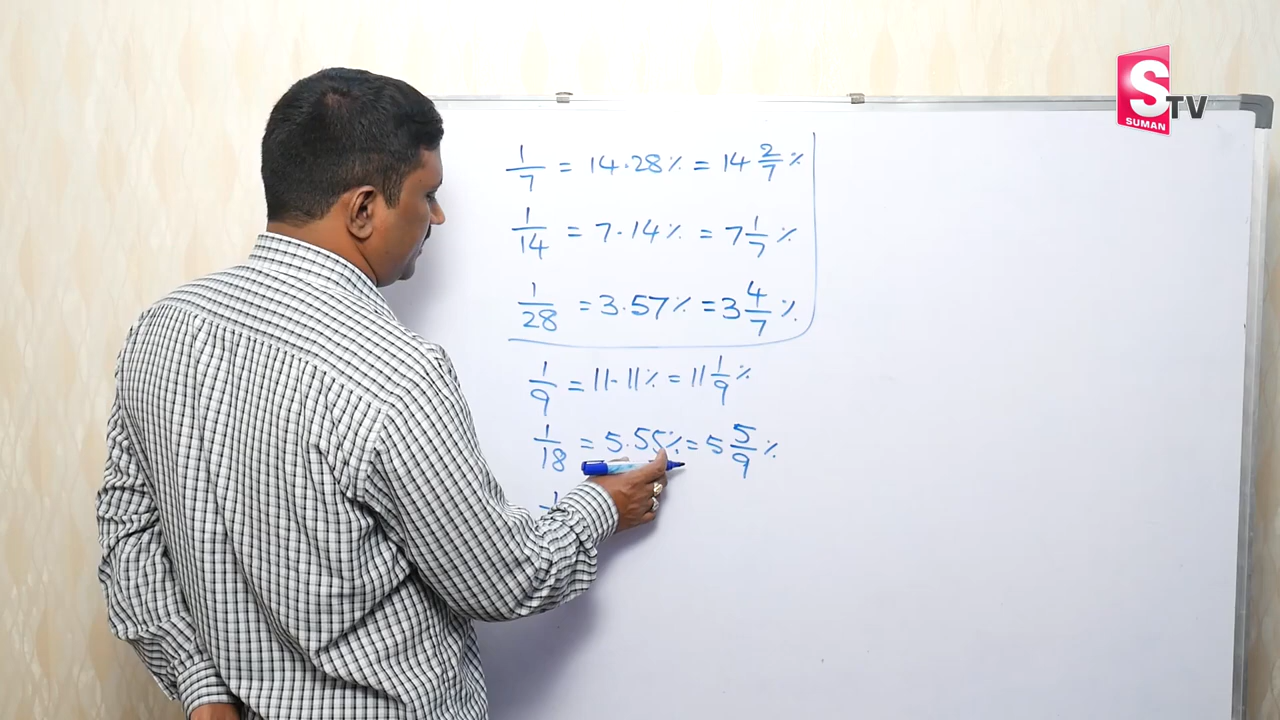 S TV
SUMAN
1/7 = 14.28% = 14 2/7 %
1/14 = 7.14% = 7 1/7 %
1/28 = 3.57% = 3 4/7 %
1/9 = 11.11% = 11 1/9 %
1/18 = 5.55% = 5 5/9 %
1